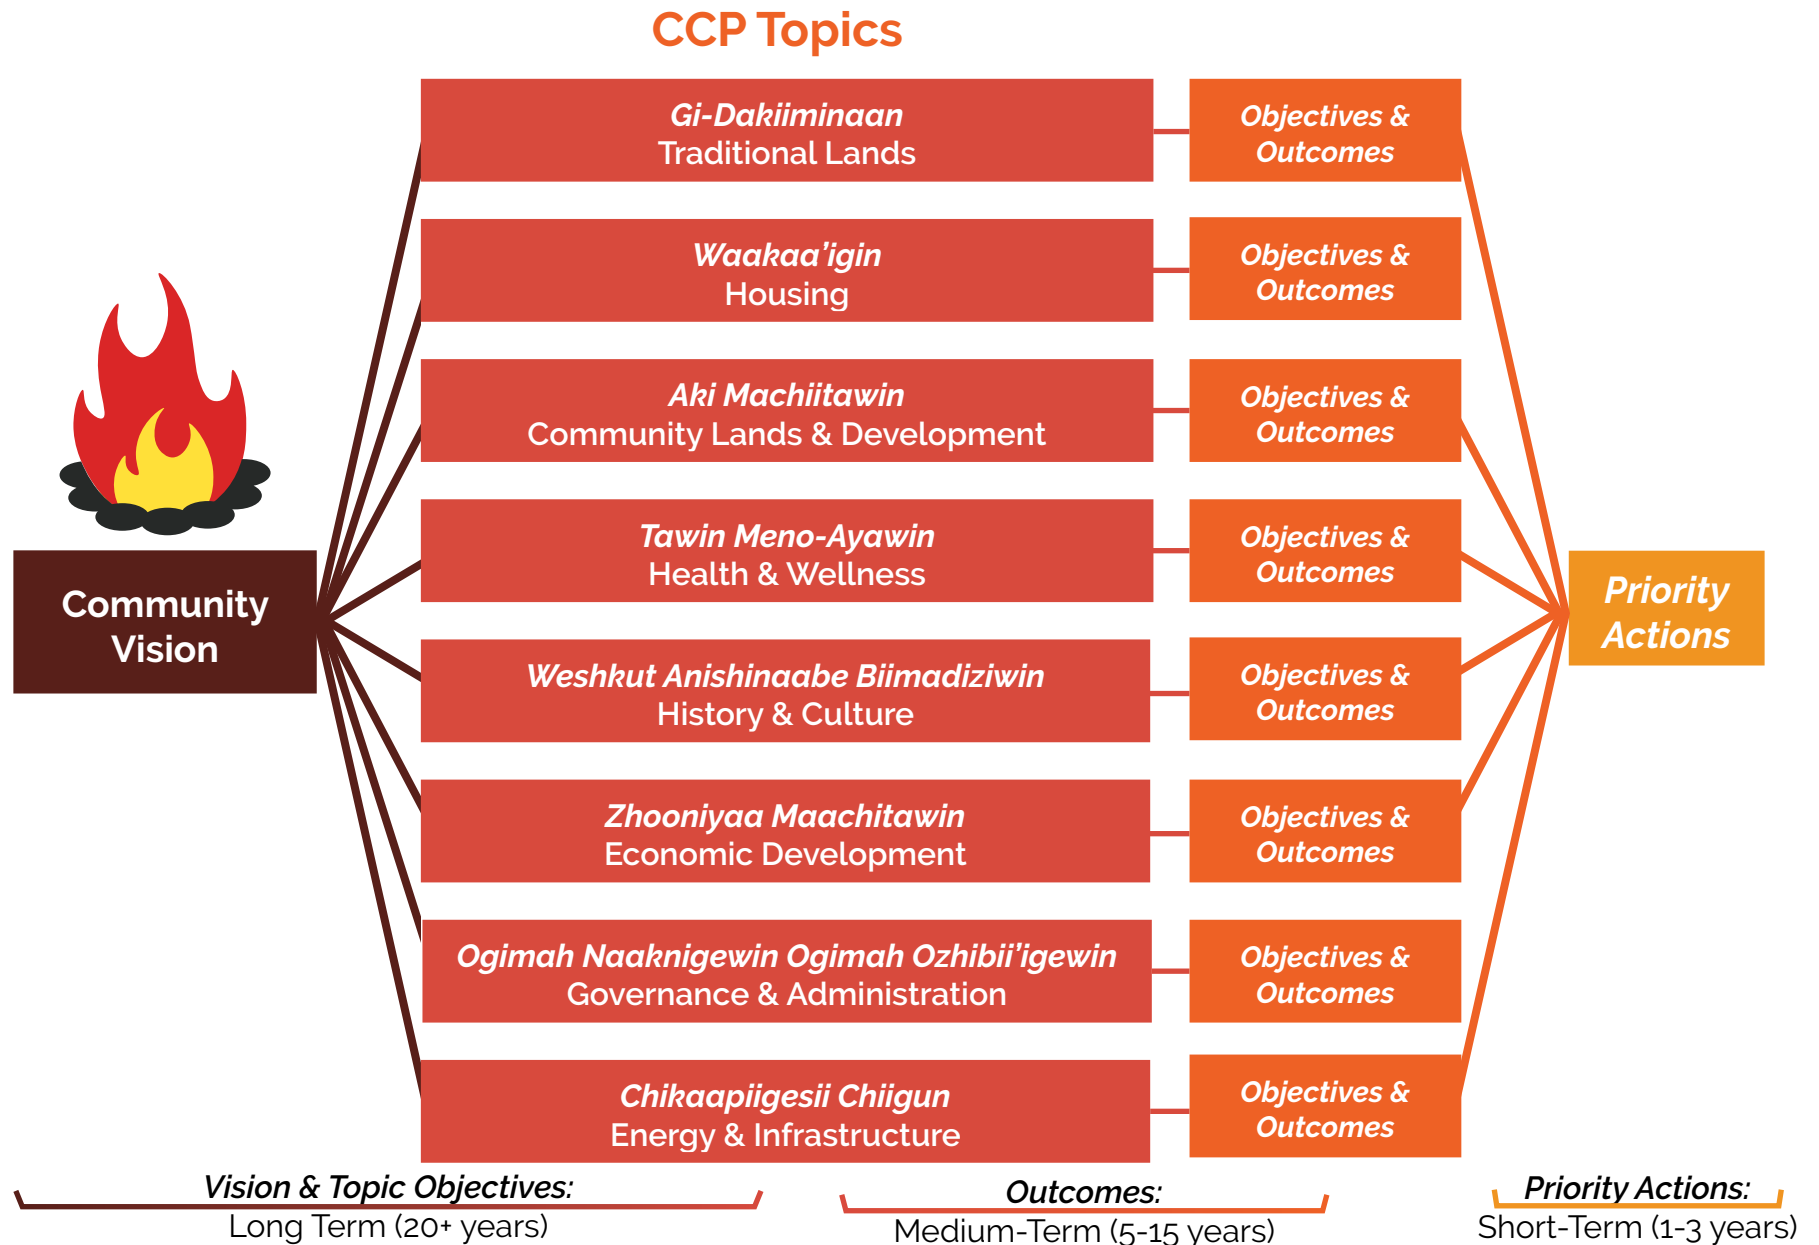 CCP Topics
Gi-Dakiiminaan
Traditional Lands
Objectives &
Outcomes
Waakaa'igin
Housing
Objectives &
Outcomes
Aki Machiitawin
Community Lands & Development
Objectives &
Outcomes
Tawin Meno-Ayawin
Health & Wellness
Objectives &
Outcomes
Community
Vision
Priority
Actions
Weshkut Anishinaabe Biimadiziwin
History & Culture
Objectives &
Outcomes
Zhooniyaa Maachitawin
Economic Development
Objectives &
Outcomes
Ogimah Naaknigewin Ogimah Ozhibii'igewin
Governance & Administration
Objectives &
Outcomes
Chikaapiigesii Chiigun
Energy & Infrastructure
Objectives &
Outcomes
Vision & Topic Objectives:
Long Term (20+ years)
Outcomes:
Medium-Term (5-15 years)
Priority Actions:
Short-Term (1-3 years)